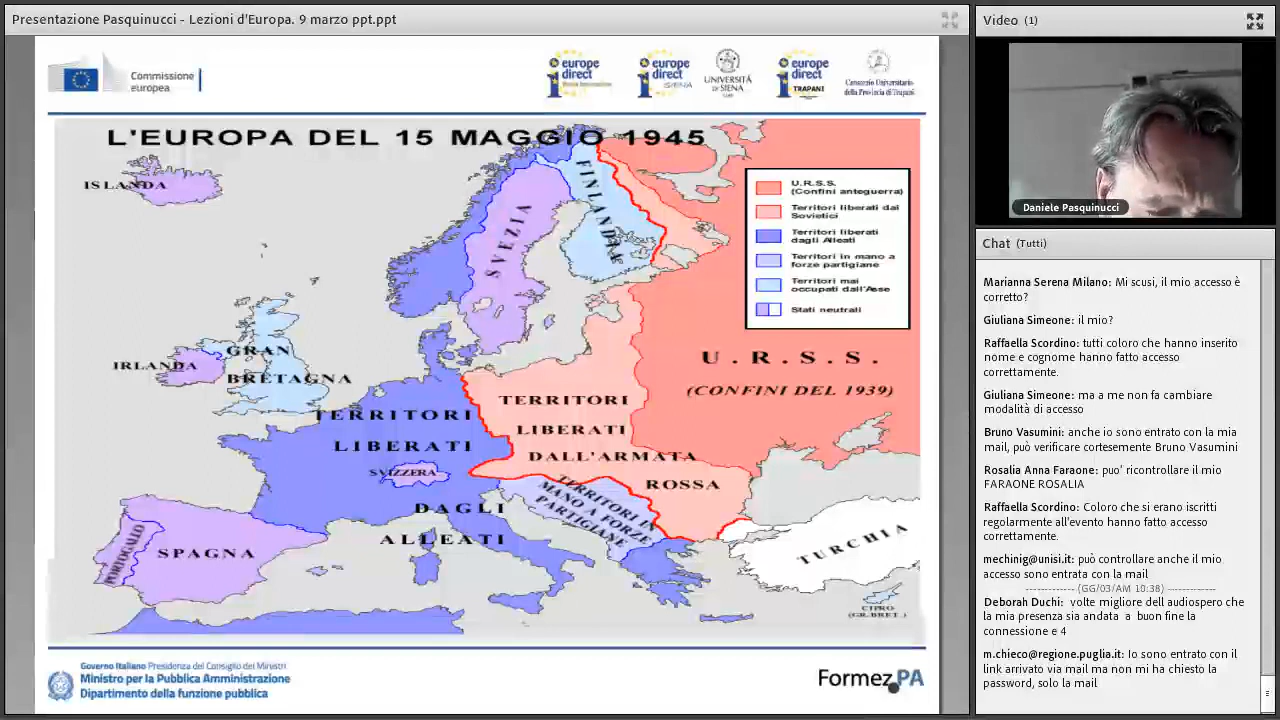 Presentazione Pasquinucci - Lezioni d'Europa. 9 marzo ppt.ppt
Commissione
europea
europe
direct
europe
direct
SIENA
UNIVERSITÀ
DI SIENA
1240
europe
direct
TRAPANI
Consorzio Universitario
della Provincia di Trapani
L'EUROPA DEL 15 MAGGIO 1945
ISLANDA
SVEZIA
FINLANDIA
U.R.S.S.
(Confini anteguerra)
Territori liberati dai
Sovietici
Territori liberati
dagli Alleati
Territori in mano a
forze partigiane
Territori mai
occupati dall'Asse
Stati neutrali
IRLANDA
GRAN
BRETAGNA
U.R.S.S.
(CONFINI DEL 1939)
TERRITORI
LIBERATI
DAGLI
ALLEATI
SVIZZERA
TERRITORI
LIBERATI
DALL'ARMATA
ROSSA
TERRITORI IN
MANO A FORZE
PARTIGIANE
PORTOGALLO
SPAGNA
TURCHIA
CIPRO
(GR.BRET.)
Governo Italiano Presidenza del Consiglio dei Ministri
Ministro per la Pubblica Amministrazione
Dipartimento della funzione pubblica
Formez PA
Video (1)
Daniele Pasquinucci
Chat (Tutti)
Marianna Serena Milano: Mi scusi, il mio accesso è
corretto?
Giuliana Simeone: il mio?
Raffaella Scordino: tutti coloro che hanno inserito
nome e cognome hanno fatto accesso
correttamente.
Giuliana Simeone: ma a me non fa cambiare
modalità di accesso
Bruno Vasumini: anche io sono entrato con la mia
mail, può verificare cortesemente Bruno Vasumini
Rosalia Anna Faraone: puo' ricontrollare il mio
FARAONE ROSALIA
Raffaella Scordino: Coloro che si erano iscritti
regolarmente all'evento hanno fatto accesso
correttamente.
mechinig@unisi.it: può controllare anche il mio
accesso sono entrata con la mail
------------- (GG/03/AM 10:38) -------------
Deborah Duchi: volte migliore dell audiospero che
la mia presenza sia andata a buon fine la
connessione e 4
m.chieco@regione.puglia.it: Io sono entrato con il
link arrivato via mail ma non mi ha chiesto la
password, solo la mail